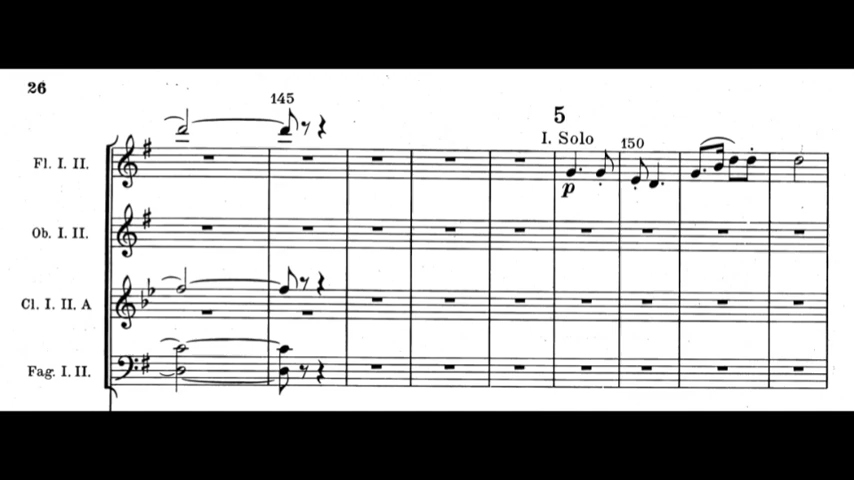 26
145
5
I. Solo
150
Fl. I. II.
p
Ob. I. II.
Cl. I. II. A
Fag. I. II.